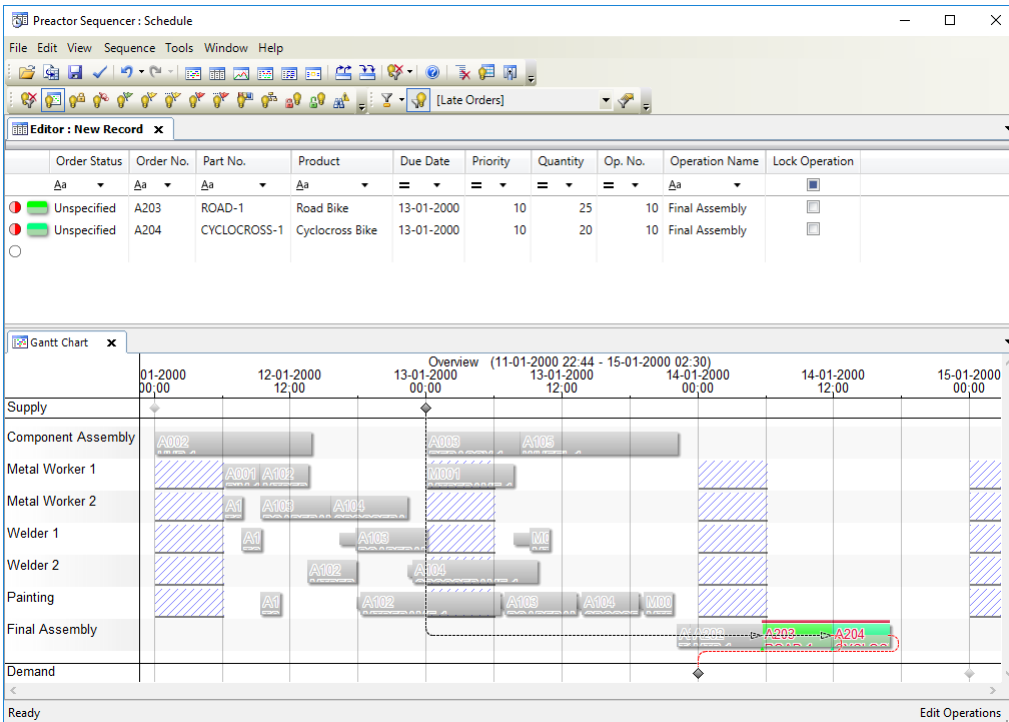 Preactor Sequencer : Schedule
File Edit View Sequence Tools Window Help
[Late Orders]
Editor : New Record
Order Status Order No. Part No. Product Due Date Priority Quantity Op. No. Operation Name Lock Operation
Aa Aa Aa Aa = = = = Aa
Unspecified A203 ROAD-1 Road Bike 13-01-2000 10 25 10 Final Assembly
Unspecified A204 CYCLOCROSS-1 Cyclocross Bike 13-01-2000 10 20 10 Final Assembly
Gantt Chart
Overview (11-01-2000 22:44 - 15-01-2000 02:30)
01-2000 12-01-2000 13-01-2000 13-01-2000 14-01-2000 14-01-2000 15-01-2000
00:00 12:00 00:00 12:00 00:00 12:00 00:00
Supply
Component Assembly A002 A003 A105
Metal Worker 1 A001 A102 M001
Metal Worker 2 A1 A103 A104
Welder 1 A1 A103
Welder 2 A102 A104
Painting A1 A102 A103 A104 M00
Final Assembly A203 A204
Demand
Ready Edit Operations